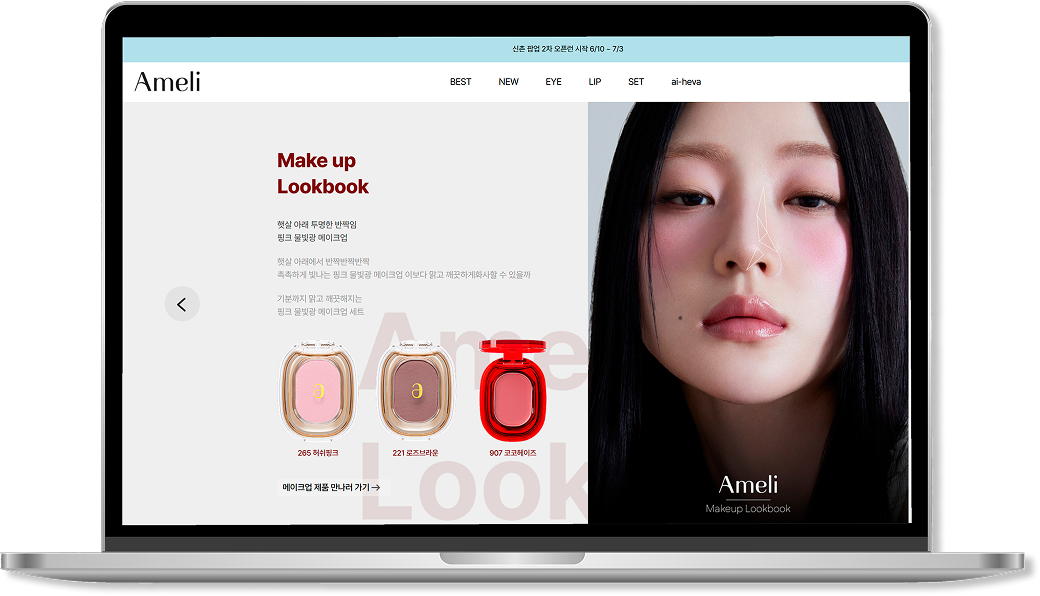 신촌 팝업 2차 오픈런 시작 6/10 ~ 7/3
Ameli
BEST NEW EYE LIP SET ai-heva
Make up
Lookbook
햇살 아래 투명한 반짝임
핑크 물빛광 메이크업
햇살 아래에서 반짝반짝반짝
촉촉하게 빛나는 핑크 물빛광 메이크업 이보다 맑고 깨끗하게화사할 수 있을까
기분까지 맑고 깨끗해지는
핑크 물빛광 메이크업 세트
Ame
265 허쉬핑크 221 로즈브라운 907 코코헤이즈
Look
메이크업 제품 만나러 가기→
Ameli
Makeup Lookbook